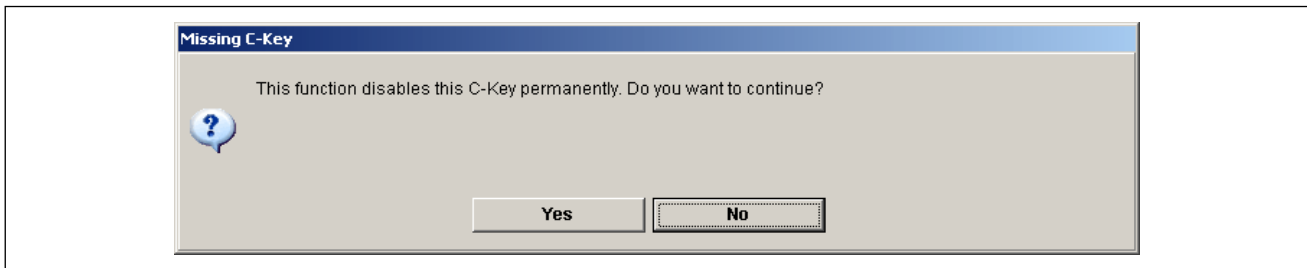 Missing C-Key
This function disables this C-Key permanently. Do you want to continue?
Yes No